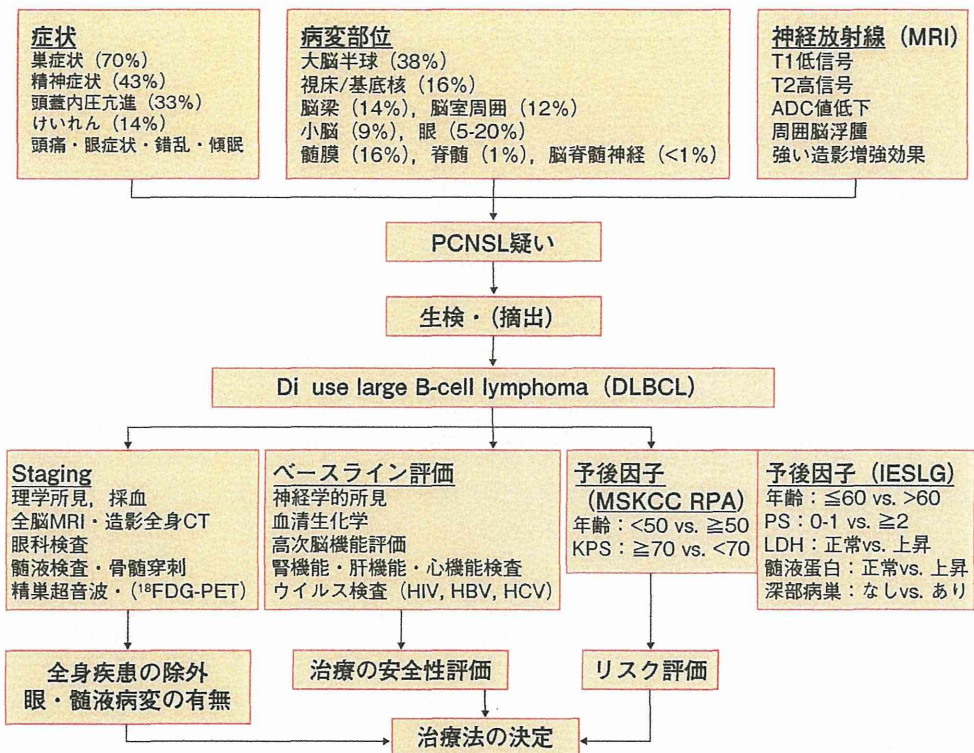 症状
巣症状（70%）
精神症状（43%）
頭蓋内圧亢進（33%）
けいれん（14%）
頭痛・眼症状・錯乱・傾眠
病変部位
大脳半球（38%）
視床/基底核（16%）
脳梁（14%），脳室周囲（12%）
小脳（9%），眼（5-20%）
髄膜（16%），脊髄（1%），脳脊髄神経（<1%）
神経放射線（MRI）
T1低信号
T2高信号
ADC値低下
周囲脳浮腫
強い造影増強効果
PCNSL疑い
生検・（摘出）
Di use large B-cell lymphoma（DLBCL）
Staging
理学所見，採血
全脳MRI・造影全身CT
眼科検査
髄液検査・骨髄穿刺
精巣超音波・（¹⁸FDG-PET）
ベースライン評価
神経学的所見
血清生化学
高次脳機能評価
腎機能・肝機能・心機能検査
ウイルス検査（HIV, HBV, HCV）
予後因子
（MSKCC RPA）
年齢：<50 vs. ≧50
KPS：≧70 vs. <70
予後因子（IESLG）
年齢：≦60 vs. >60
PS：0-1 vs. ≧2
LDH：正常vs. 上昇
髄液蛋白：正常vs. 上昇
深部病巣：なしvs. あり
全身疾患の除外
眼・髄液病変の有無
治療の安全性評価
リスク評価
治療法の決定